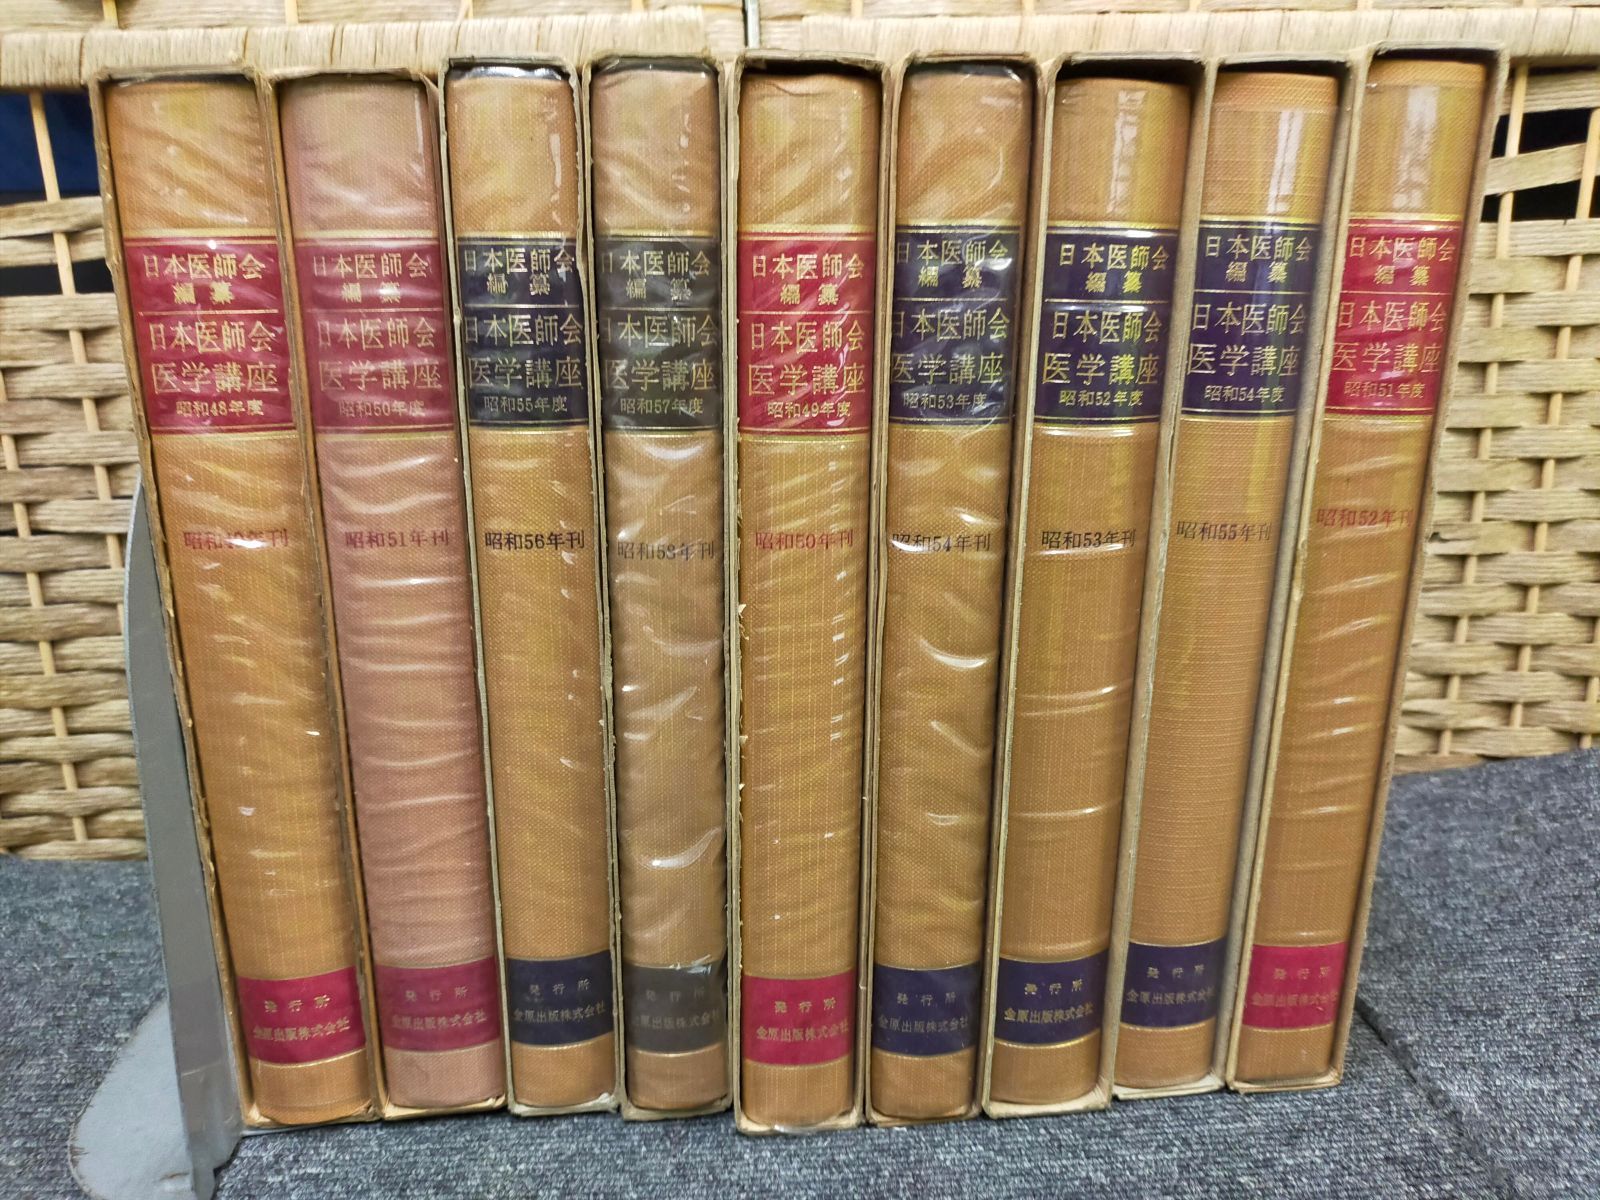 日本医師会
編纂
日本医師会
医学講座
昭和48年度
昭和49年刊
発行所
金原出版株式会社
日本医師会
編纂
日本医師会
医学講座
昭和50年度
昭和51年刊
発行所
金原出版株式会社
日本医師会
編纂
日本医師会
医学講座
昭和55年度
昭和56年刊
発行所
金原出版株式会社
日本医師会
編纂
日本医師会
医学講座
昭和57年度
昭和58年刊
発行所
金原出版株式会社
日本医師会
編纂
日本医師会
医学講座
昭和49年度
昭和50年刊
発行所
金原出版株式会社
日本医師会
編纂
日本医師会
医学講座
昭和53年度
昭和54年刊
発行所
金原出版株式会社
日本医師会
編纂
日本医師会
医学講座
昭和52年度
昭和53年刊
発行所
金原出版株式会社
日本医師会
編纂
日本医師会
医学講座
昭和54年度
昭和55年刊
発行所
金原出版株式会社
日本医師会
編纂
日本医師会
医学講座
昭和51年度
昭和52年刊
発行所
金原出版株式会社